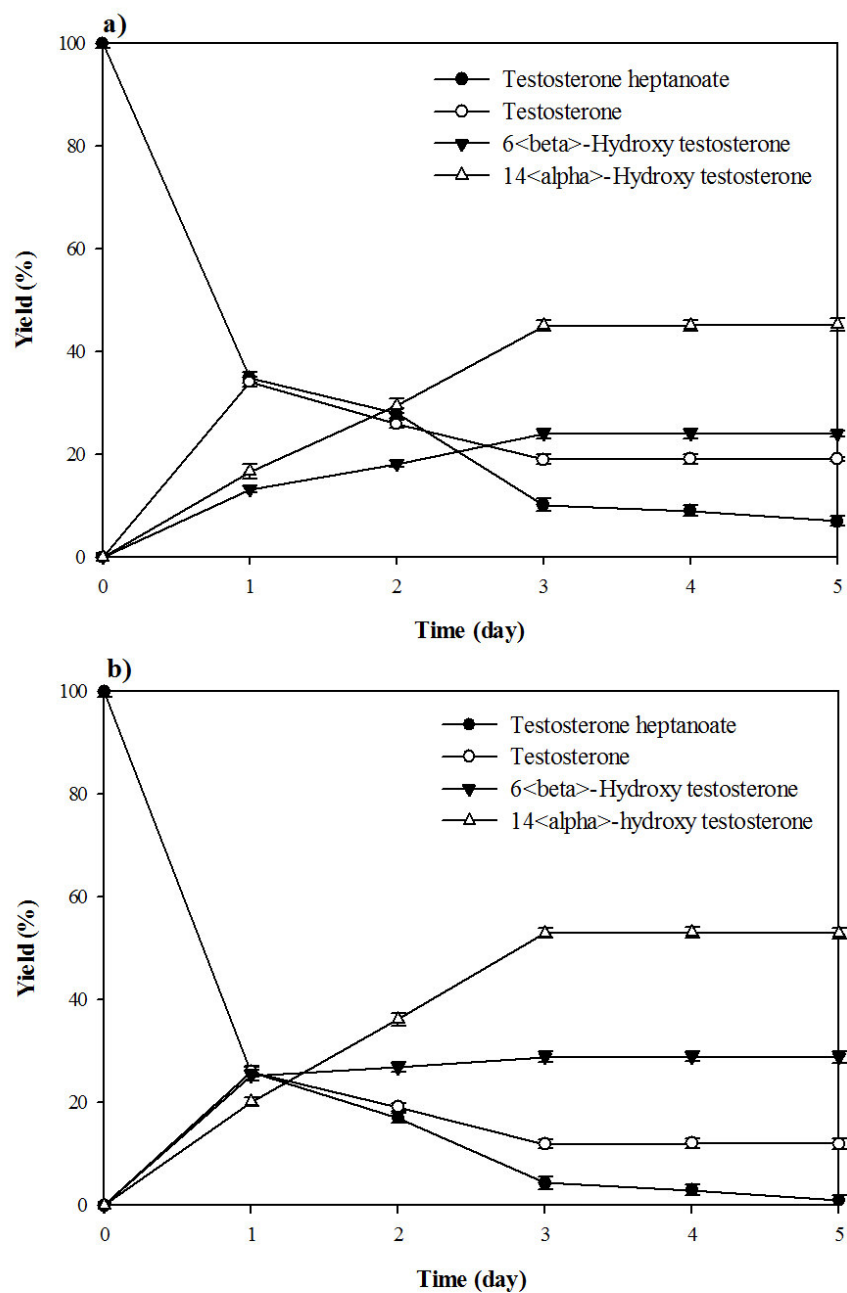 a)
100
80
60
40
20
0
Yield (%)
Testosterone heptanoate
Testosterone
6<beta>-Hydroxy testosterone
14<alpha>-Hydroxy testosterone
0 1 2 3 4 5
Time (day)
b)
100
80
60
40
20
0
Yield (%)
Testosterone heptanoate
Testosterone
6<beta>-Hydroxy testosterone
14<alpha>-hydroxy testosterone
0 1 2 3 4 5
Time (day)